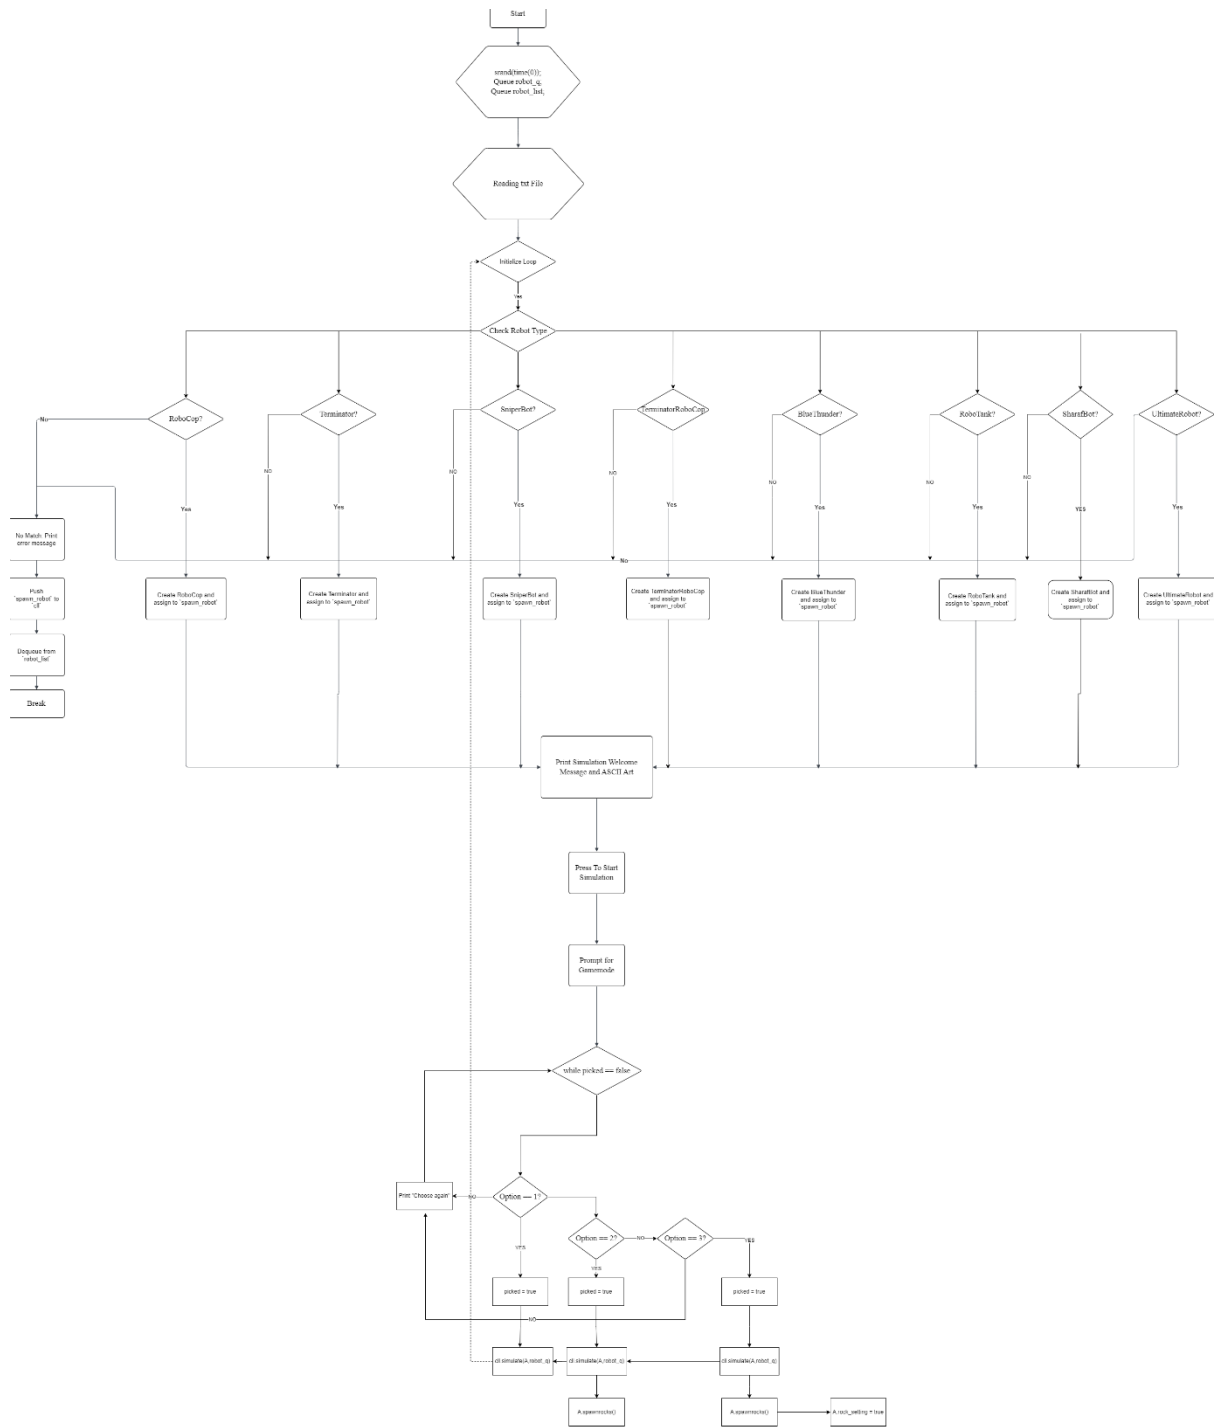 Start
srand(time(0));
Queue robot_q;
Queue robot_list;
Reading txt File
Initialize Loop
Yes
Check Robot Type
RoboCop?
Terminator?
SniperBot?
TerminatorRoboCop
BlueThunder?
RoboTank?
SharafBot?
UltimateRobot?
No
NO
NO
NO
NO
NO
NO
Yes
Yes
Yes
Yes
Yes
Yes
YES
Yes
No Match: Print
error message
No
Push
`spawn_robot` to
`cll`
Create RoboCop and
assign to `spawn_robot`
Create Terminator and
assign to `spawn_robot`
Create SniperBot and
assign to `spawn_robot`
Create TerminatorRoboCop
and assign to
`spawn_robot`
Create BlueThunder
and assign to
`spawn_robot`
Create RoboTank and
assign to `spawn_robot`
Create SharafBot and
assign to
`spawn_robot`
Create UltimateRobot and
assign to `spawn_robot`
Dequeue from
`robot_list`
Break
Print Simulation Welcome
Message and ASCII Art
Press To Start
Simulation
Prompt for
Gamemode
while picked == false
Print "Choose again"
NO
Option == 1?
Option == 2?
NO
Option == 3?
YES
YES
YES
picked = true
picked = true
picked = true
NO
cll.simulate(A,robot_q)
cll.simulate(A,robot_q)
cll.simulate(A,robot_q)
A.spawnrocks()
A.spawnrocks()
A.rock_setting = true